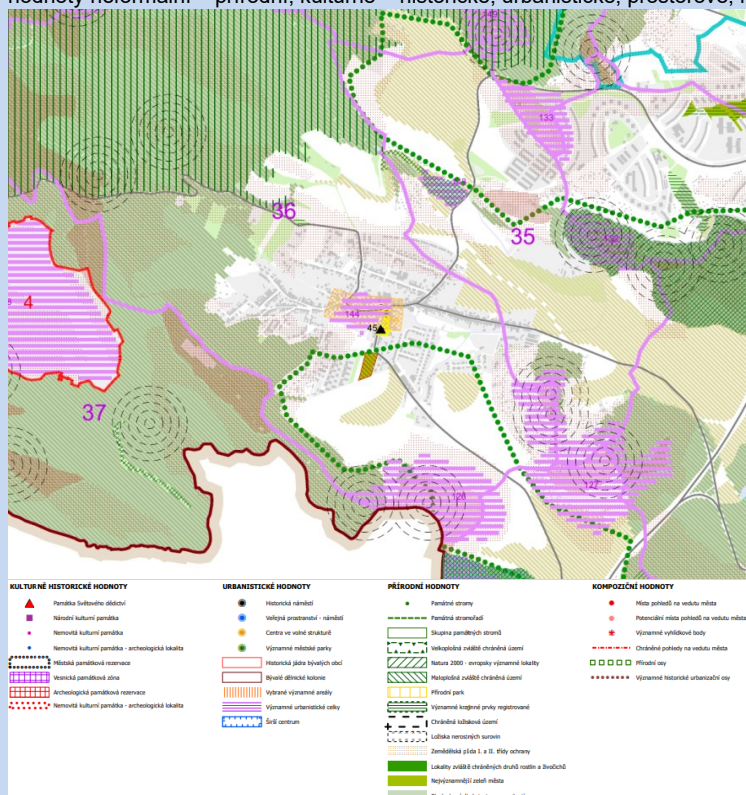 hodnoty neformální – přírodní, kulturně – historické, urbanistické, prostorové,
133
36
35
4
144
45
37
127
KULTURNĚ HISTORICKÉ HODNOTY
Památka Světového dědictví
Národní kulturní památka
Nemovitá kulturní památka
Nemovitá kulturní památka - archeologická lokalita
Městská památková rezervace
Vesnická památková zóna
Archeologická památková rezervace
Nemovitá kulturní památka - archeologická lokalita
URBANISTICKÉ HODNOTY
Historická náměstí
Veřejná prostranství - náměstí
Centra ve volné struktuře
Významné městské parky
Historická jádra bývalých obcí
Bývalé dělnické kolonie
Vybrané významné areály
Významné urbanistické celky
Širší centrum
PŘÍRODNÍ HODNOTY
Památné stromy
Památná stromořadí
Skupina památných stromů
Velkoplošná zvláště chráněná území
Natura 2000 - evropsky významné lokality
Maloplošná zvláště chráněná území
Přírodní park
Významné krajinné prvky registrované
Chráněná ložisková území
Ložiska nerostných surovin
Zemědělská půda I. a II. třídy ochrany
Lokality zvláště chráněných druhů rostlin a živočichů
Nejvýznamnější zeleň města
KOMPOZIČNÍ HODNOTY
Místa pohledů na vedutu města
Potenciální místa pohledů na vedutu města
Významné vyhlídkové body
Chráněné pohledy na vedutu města
Přírodní osy
Významné historické urbanizační osy